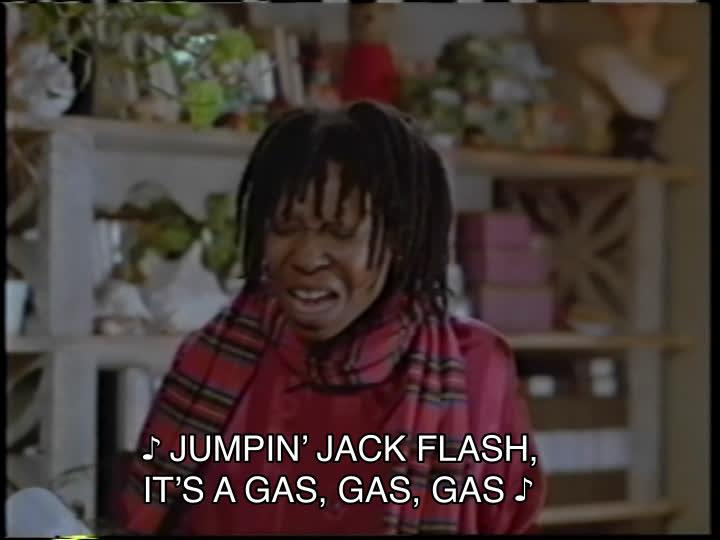 ♪ JUMPIN’ JACK FLASH,
IT’S A GAS, GAS, GAS ♪